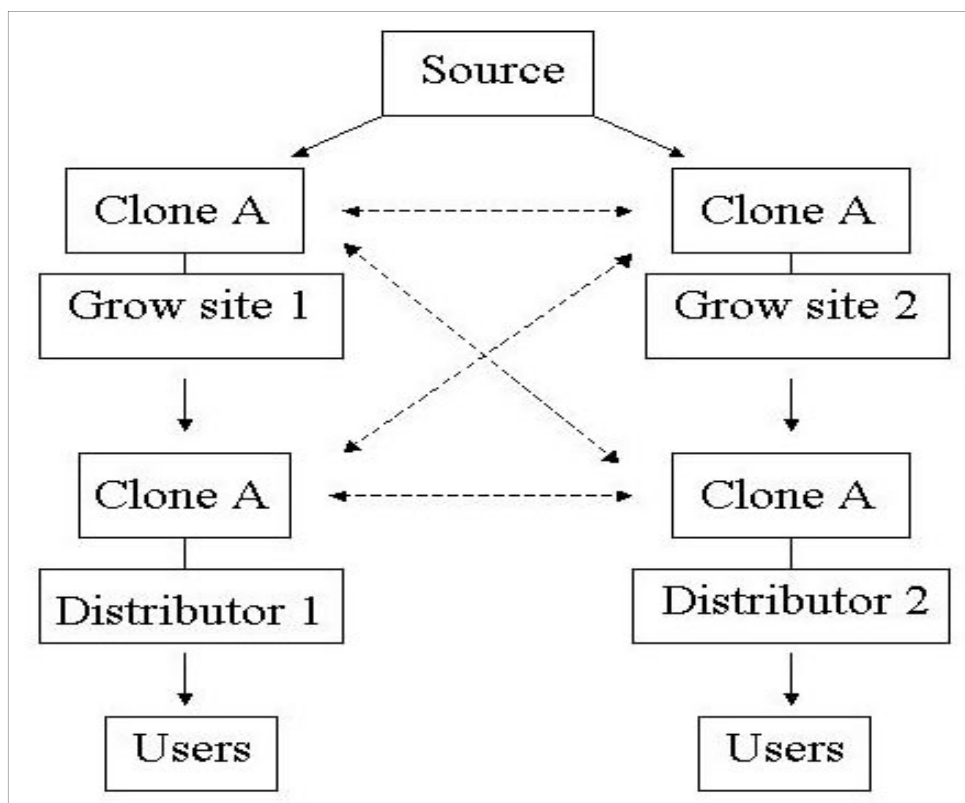 Source
Clone A
Clone A
Grow site 1
Grow site 2
Clone A
Clone A
Distributor 1
Distributor 2
Users
Users